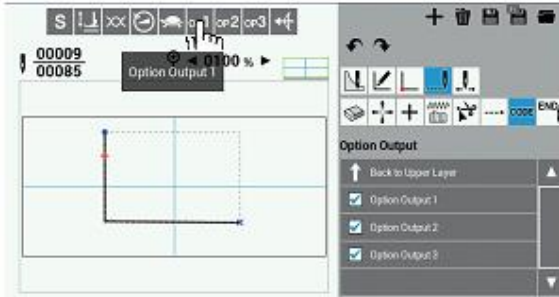 S op1 op2 op3
00009
00085
0100 %
Option Output 1
CODE END
Option Output
Back to Upper Layer
Option Output 1
Option Output 2
Option Output 3